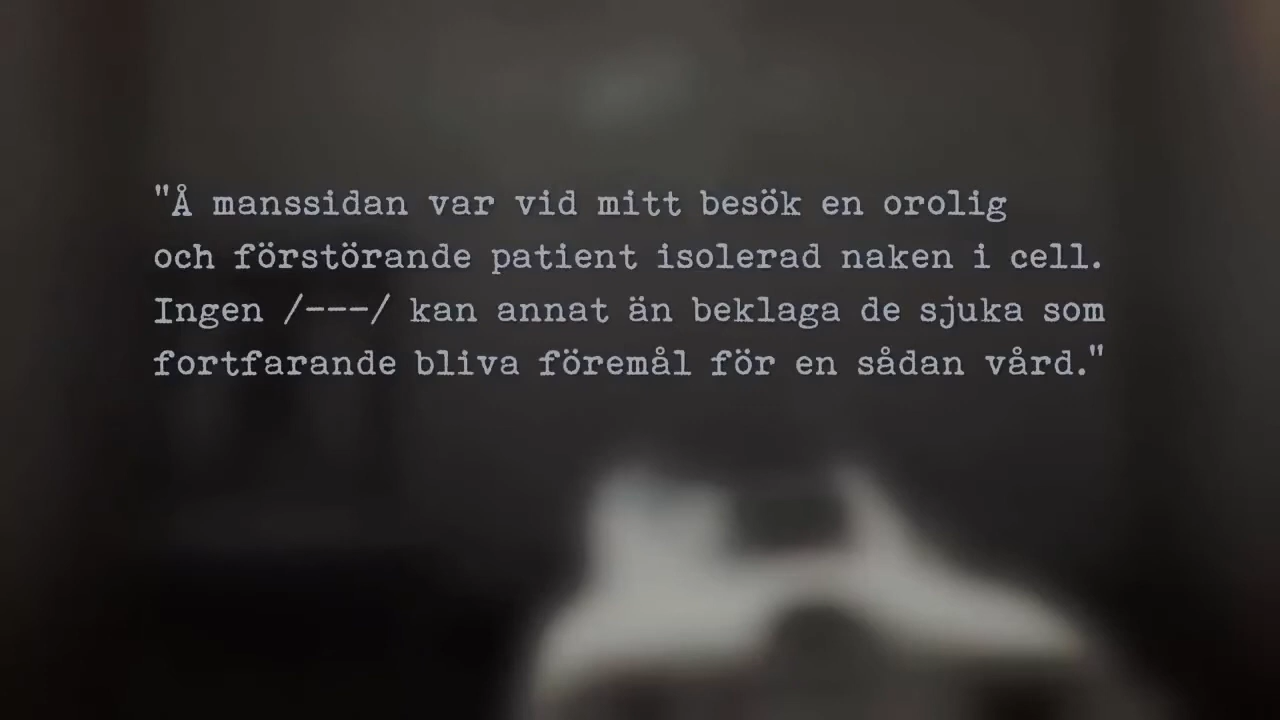 "Å manssidan var vid mitt besök en orolig
och förstörande patient isolerad naken i cell.
Ingen /---/ kan annat än beklaga de sjuka som
fortfarande bliva föremål för en sådan vård."